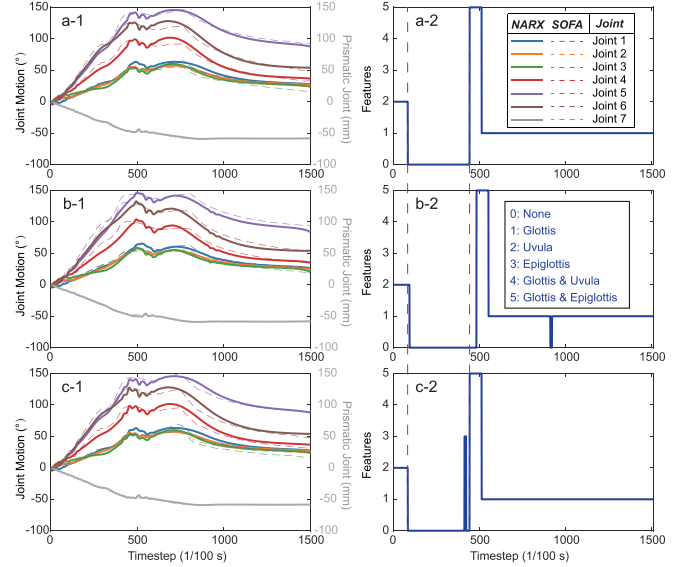 a-1
Joint Motion (°)
150
100
50
0
-50
-100
0
500
1000
1500
150
100
50
0
-50
-100
Prismatic Joint (mm)
a-2
Features
5
4
3
2
1
0
0
500
1000
1500
NARX SOFA Joint
Joint 1
Joint 2
Joint 3
Joint 4
Joint 5
Joint 6
Joint 7
b-1
Joint Motion (°)
150
100
50
0
-50
-100
0
500
1000
1500
150
100
50
0
-50
-100
Prismatic Joint (mm)
b-2
Features
5
4
3
2
1
0
0
500
1000
1500
0: None
1: Glottis
2: Uvula
3: Epiglottis
4: Glottis & Uvula
5: Glottis & Epiglottis
c-1
Joint Motion (°)
150
100
50
0
-50
-100
0
500
1000
1500
150
100
50
0
-50
-100
Prismatic Joint (mm)
Timestep (1/100 s)
c-2
Features
5
4
3
2
1
0
0
500
1000
1500
Timestep (1/100 s)